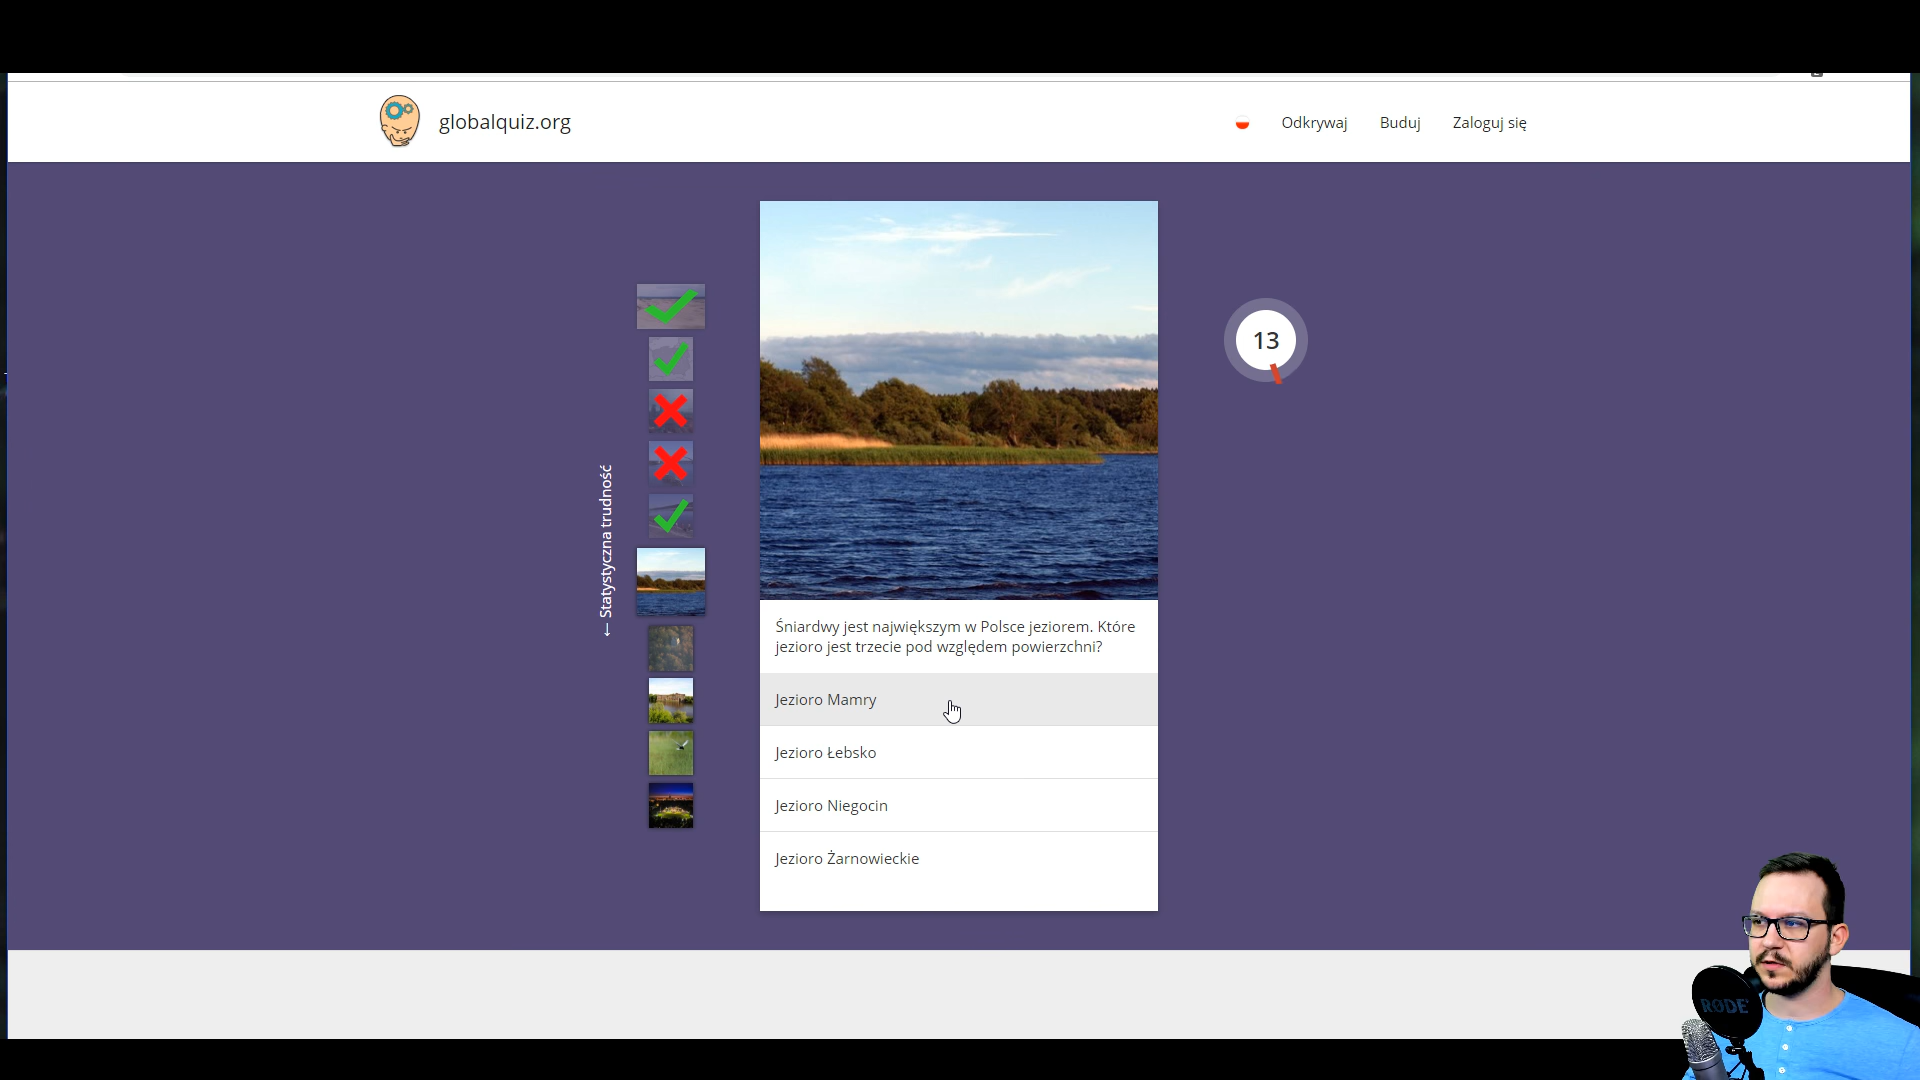 globalquiz.org
Odkrywaj
Buduj
Zaloguj się
13
← Statystyczna trudność
Śniardwy jest największym w Polsce jeziorem. Które
jezioro jest trzecie pod względem powierzchni?
Jezioro Mamry
Jezioro Łebsko
Jezioro Niegocin
Jezioro Żarnowieckie
RODE